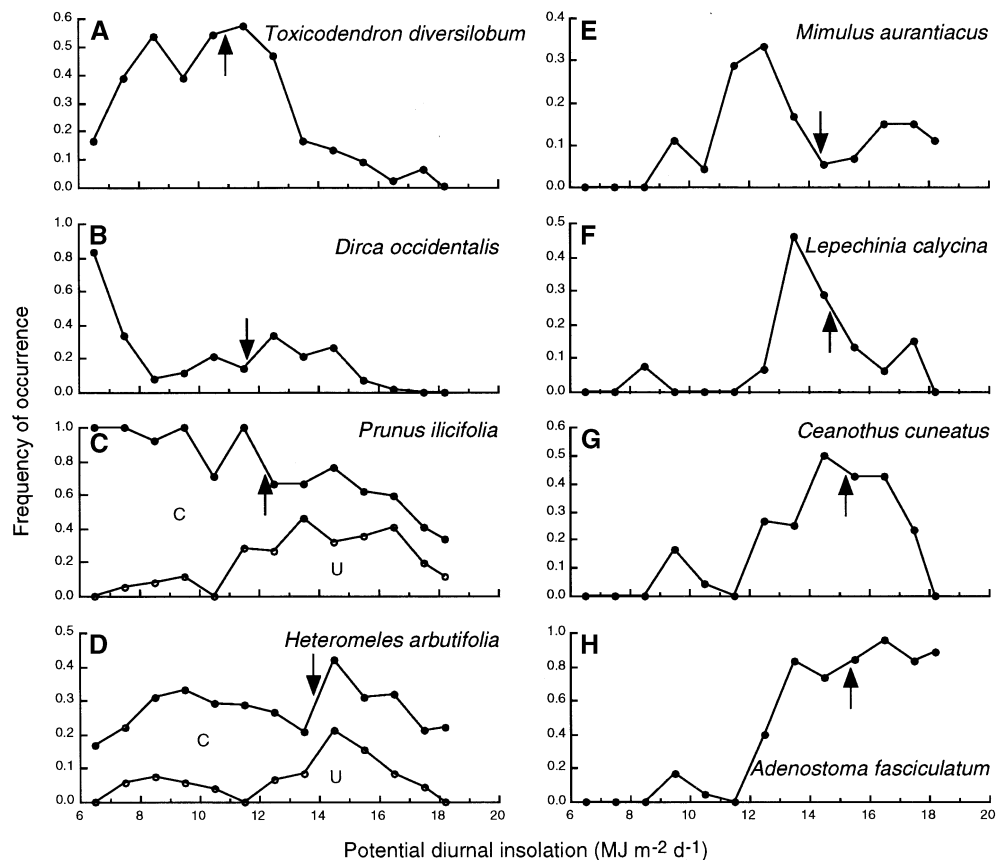 A
Toxicodendron diversilobum
0.6
0.5
0.4
0.3
0.2
0.1
0.0
B
Dirca occidentalis
1.0
0.8
0.6
0.4
0.2
0.0
C
Prunus ilicifolia
1.0
0.8
0.6
0.4
0.2
0.0
C
U
D
Heteromeles arbutifolia
0.5
0.4
0.3
0.2
0.1
0.0
C
U
6 8 10 12 14 16 18 20
E
Mimulus aurantiacus
0.4
0.3
0.2
0.1
0.0
F
Lepechinia calycina
0.5
0.4
0.3
0.2
0.1
0.0
G
Ceanothus cuneatus
0.6
0.5
0.4
0.3
0.2
0.1
0.0
H
Adenostoma fasciculatum
1.0
0.8
0.6
0.4
0.2
0.0
6 8 10 12 14 16 18 20
Frequency of occurrence
Potential diurnal insolation (MJ m-2 d-1)